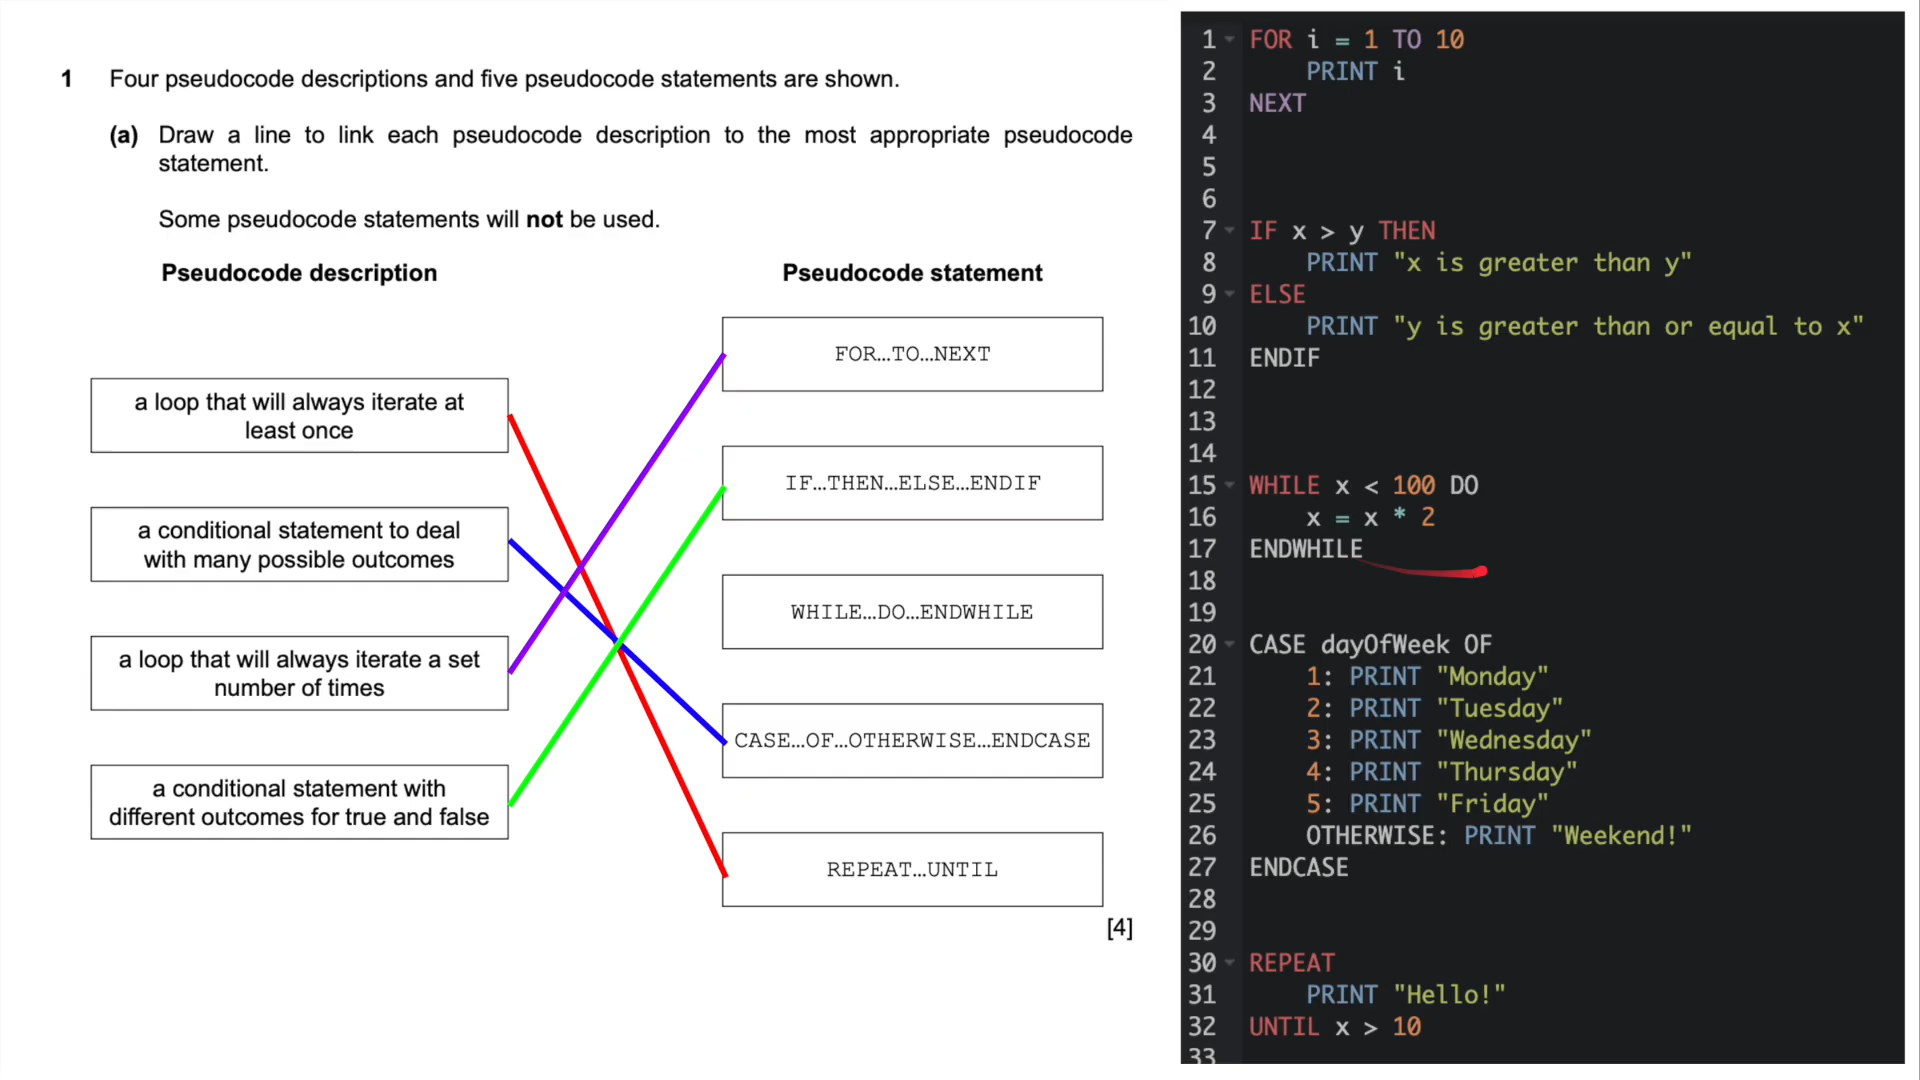 1 Four pseudocode descriptions and five pseudocode statements are shown.
(a) Draw a line to link each pseudocode description to the most appropriate pseudocode
statement.
Some pseudocode statements will not be used.
Pseudocode description
Pseudocode statement
a loop that will always iterate at
least once
a conditional statement to deal
with many possible outcomes
a loop that will always iterate a set
number of times
a conditional statement with
different outcomes for true and false
FOR…TO…NEXT
IF…THEN…ELSE…ENDIF
WHILE…DO…ENDWHILE
CASE…OF…OTHERWISE…ENDCASE
REPEAT…UNTIL
[4]
1 FOR i = 1 TO 10
2     PRINT i
3 NEXT
4
5
6
7 IF x > y THEN
8     PRINT "x is greater than y"
9 ELSE
10     PRINT "y is greater than or equal to x"
11 ENDIF
12
13
14
15 WHILE x < 100 DO
16     x = x * 2
17 ENDWHILE
18
19
20 CASE dayOfWeek OF
21     1: PRINT "Monday"
22     2: PRINT "Tuesday"
23     3: PRINT "Wednesday"
24     4: PRINT "Thursday"
25     5: PRINT "Friday"
26     OTHERWISE: PRINT "Weekend!"
27 ENDCASE
28
29
30 REPEAT
31     PRINT "Hello!"
32 UNTIL x > 10
33